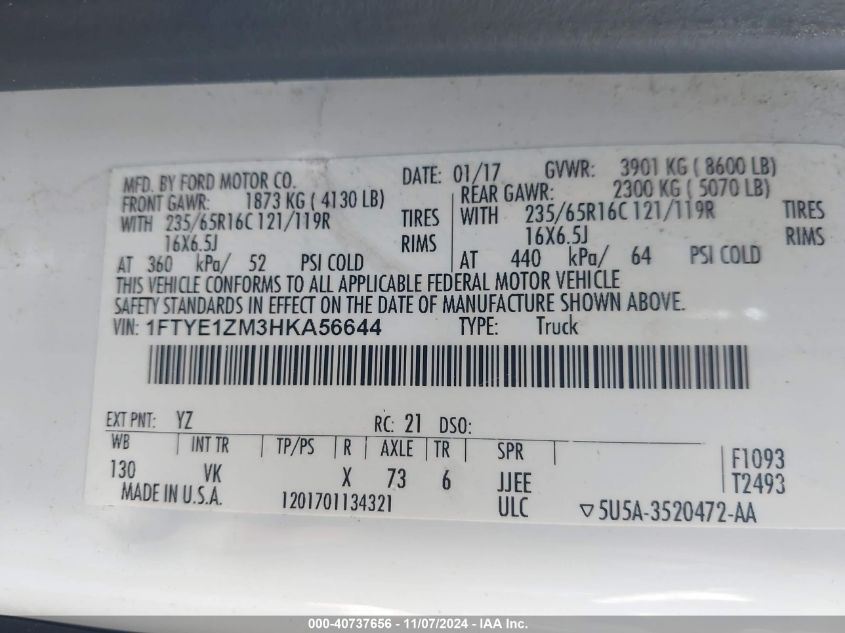 MFD. BY FORD MOTOR CO. DATE: 01/17 GVWR: 3901 KG ( 8600 LB)
FRONT GAWR: 1873 KG ( 4130 LB) REAR GAWR: 2300 KG ( 5070 LB)
WITH 235/65R16C 121/119R TIRES WITH 235/65R16C 121/119R TIRES
16X6.5J RIMS 16X6.5J RIMS
AT 360 kPa/ 52 PSI COLD AT 440 kPa/ 64 PSI COLD
THIS VEHICLE CONFORMS TO ALL APPLICABLE FEDERAL MOTOR VEHICLE
SAFETY STANDARDS IN EFFECT ON THE DATE OF MANUFACTURE SHOWN ABOVE.
VIN: 1FTYE1ZM3HKA56644 TYPE: Truck
EXT PNT: YZ RC: 21 DSO:
WB INT TR TP/PS R AXLE TR SPR F1093
130 VK X 73 6 JJEE T2493
MADE IN U.S.A. 1201701134321 ULC ▽5U5A-3520472-AA
000-40737656 - 11/07/2024 - IAA Inc.